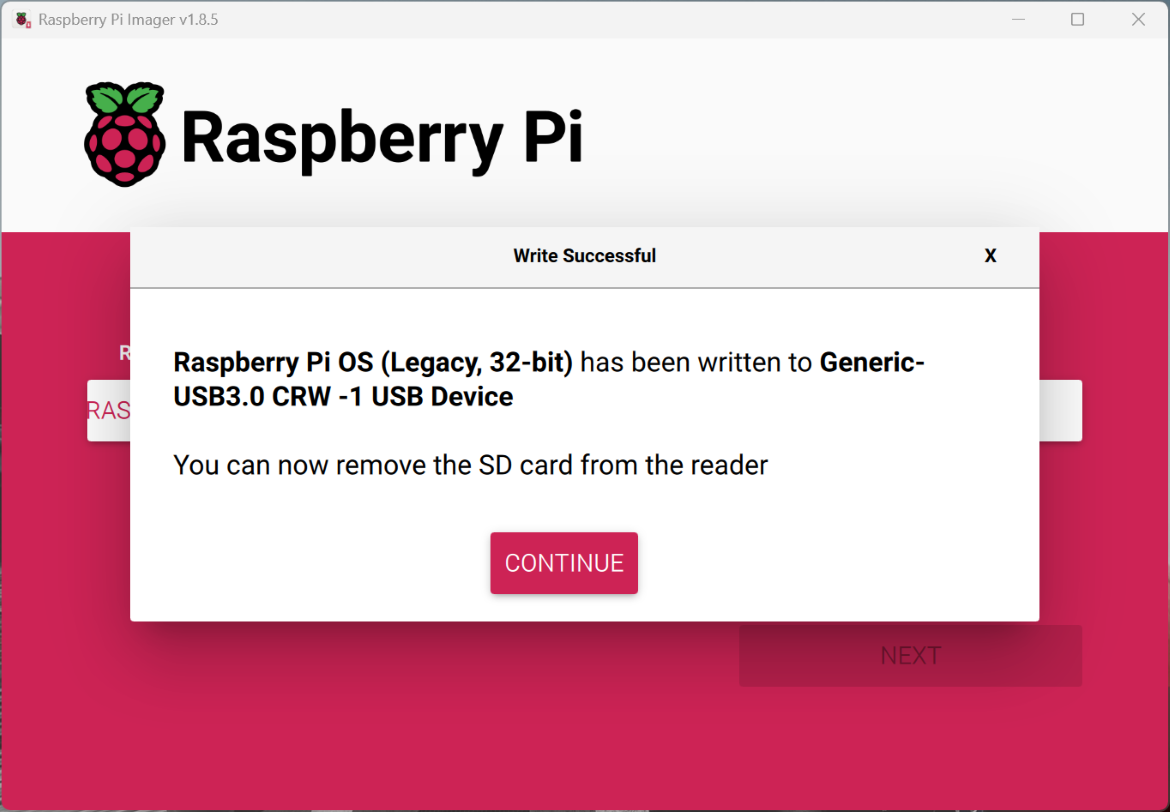 Raspberry Pi Imager v1.8.5
Raspberry Pi
Write Successful
X
Raspberry Pi OS (Legacy, 32-bit) has been written to Generic-
USB3.0 CRW -1 USB Device
You can now remove the SD card from the reader
CONTINUE
NEXT